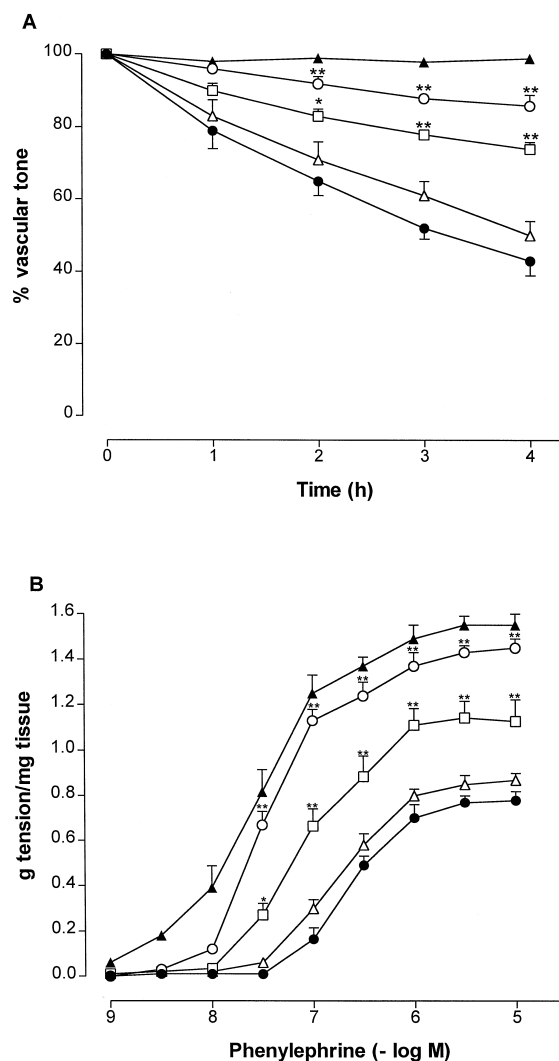 A
100
80
60
40
20
0
% vascular tone
** ** **
* ** **
0 1 2 3 4
Time (h)
B
1.6
1.4
1.2
1.0
0.8
0.6
0.4
0.2
0.0
g tension/mg tissue
** ** ** ** ** **
* ** ** ** ** **
9 8 7 6 5
Phenylephrine (- log M)